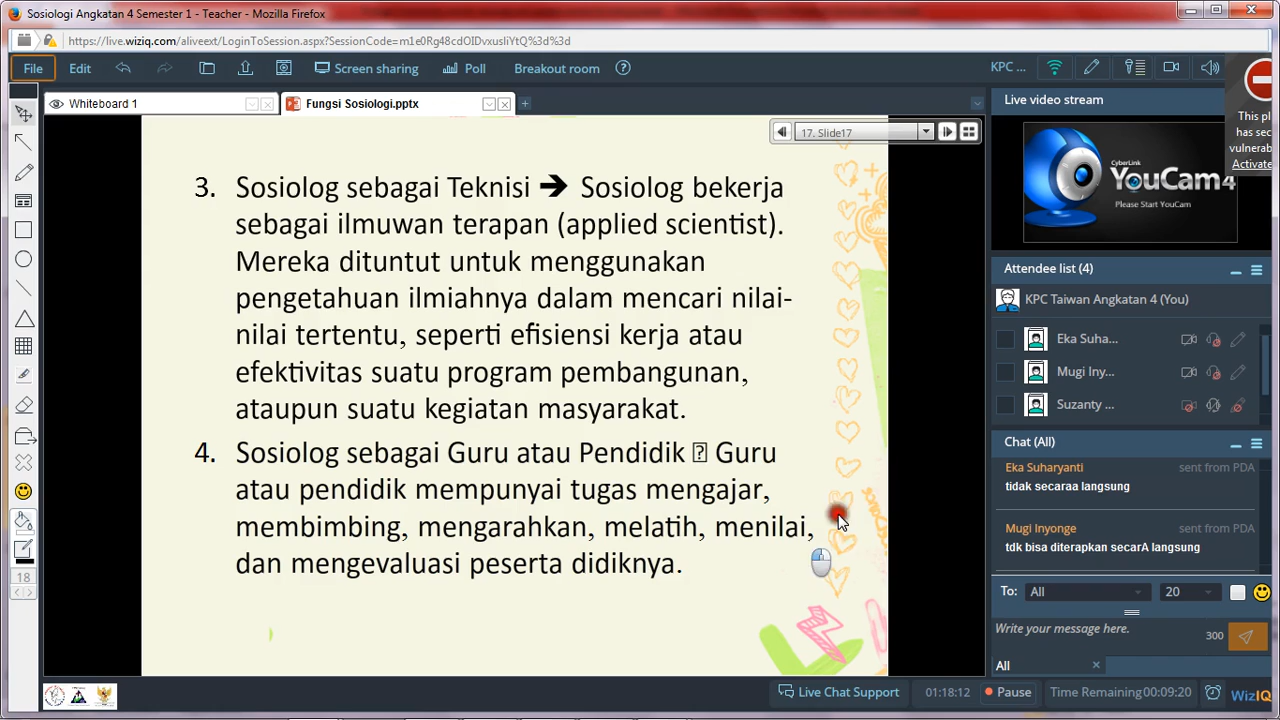 Sosiologi Angkatan 4 Semester 1 - Teacher - Mozilla Firefox
https://live.wiziq.com/aliveext/LoginToSession.aspx?SessionCode=m1e0Rg48cdOIDvxusIiYtQ%3d%3d
File Edit Screen sharing Poll Breakout room ? KPC ...
Whiteboard 1 Fungsi Sosiologi.pptx +
17. Slide17
3. Sosiolog sebagai Teknisi ➔ Sosiolog bekerja
sebagai ilmuwan terapan (applied scientist).
Mereka dituntut untuk menggunakan
pengetahuan ilmiahnya dalam mencari nilai-
nilai tertentu, seperti efisiensi kerja atau
efektivitas suatu program pembangunan,
ataupun suatu kegiatan masyarakat.
4. Sosiolog sebagai Guru atau Pendidik Guru
atau pendidik mempunyai tugas mengajar,
membimbing, mengarahkan, melatih, menilai,
dan mengevaluasi peserta didiknya.
18
Live video stream
CyberLink
YouCam4
Please Start YouCam
This pl
has sec
vulnerab
Activate
Attendee list (4)
KPC Taiwan Angkatan 4 (You)
Eka Suha...
Mugi Iny...
Suzanty ...
Chat (All)
Eka Suharyanti sent from PDA
tidak secaraa langsung
Mugi Inyonge sent from PDA
tdk bisa diterapkan secarA langsung
To: All 20
Write your message here. 300
All ×
Live Chat Support 01:18:12 Pause Time Remaining 00:09:20 WizIQ